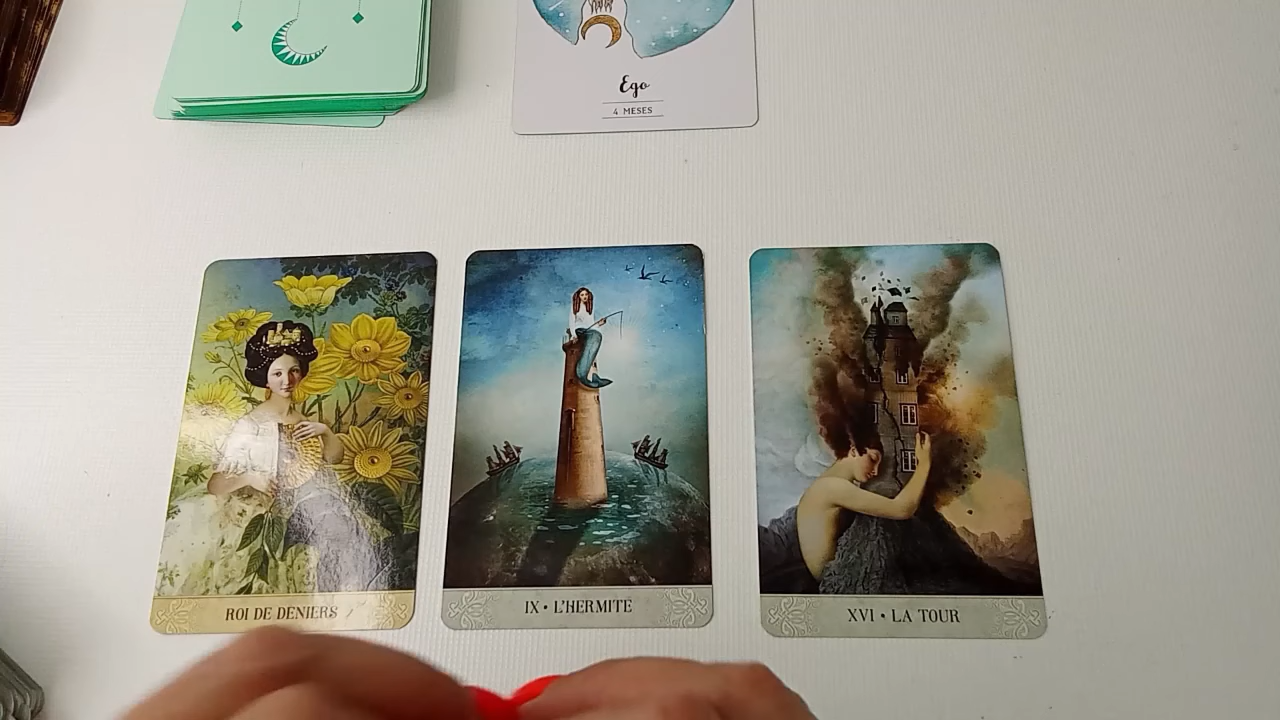 Ego
4 MESES
ROI DE DENIERS
IX • L'HERMITE
XVI • LA TOUR